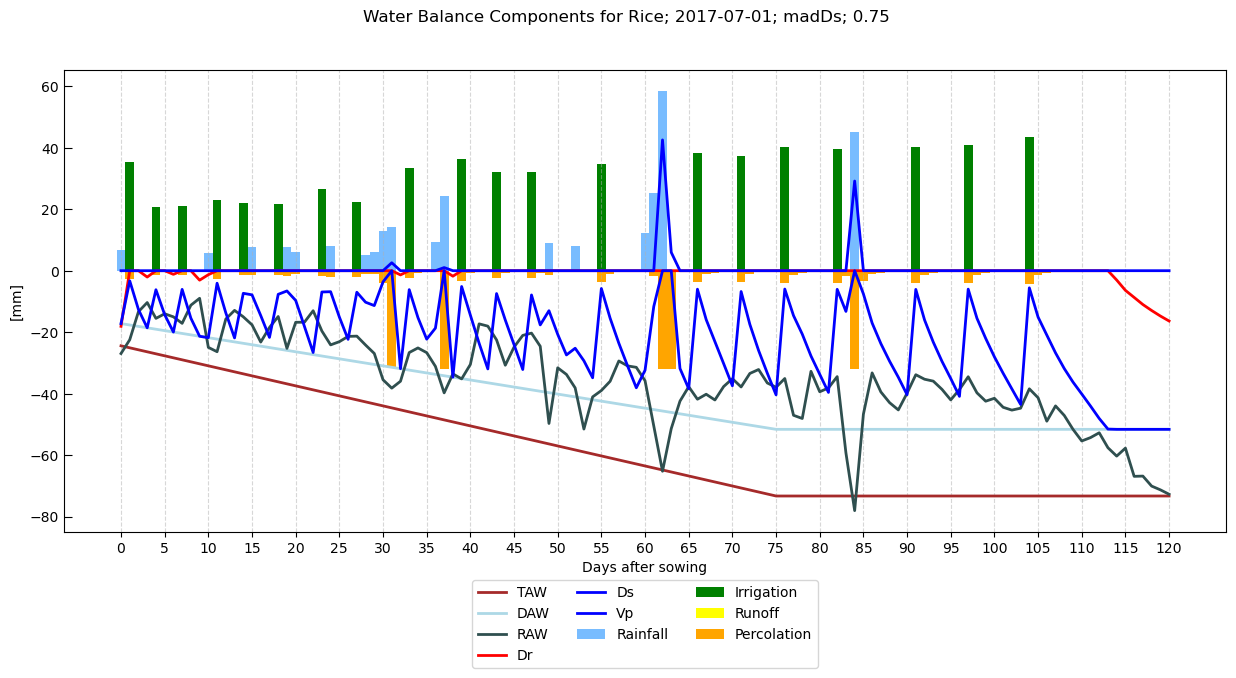 Water Balance Components for Rice; 2017-07-01; madDs; 0.75
60
40
20
0
−20
−40
−60
−80
[mm]
0 5 10 15 20 25 30 35 40 45 50 55 60 65 70 75 80 85 90 95 100 105 110 115 120
Days after sowing
TAW Ds Irrigation
DAW Vp Runoff
RAW Rainfall Percolation
Dr